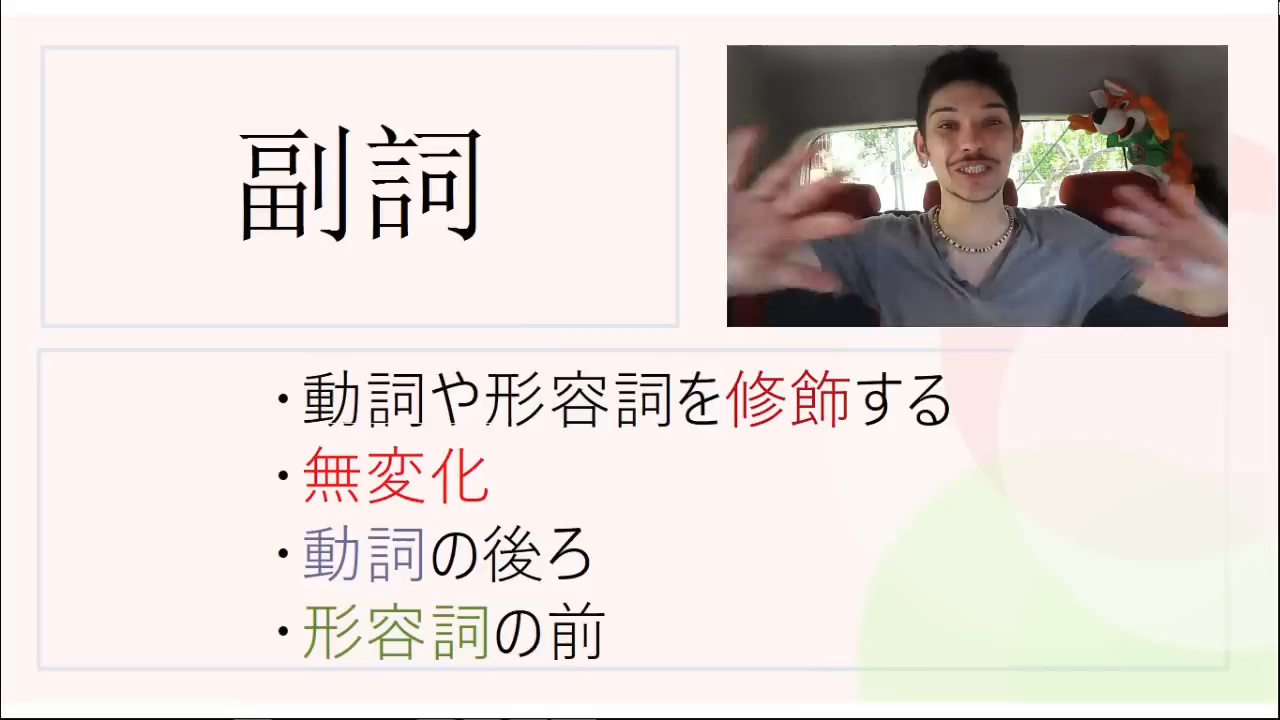 副詞
・動詞や形容詞を修飾する
・無変化
・動詞の後ろ
・形容詞の前